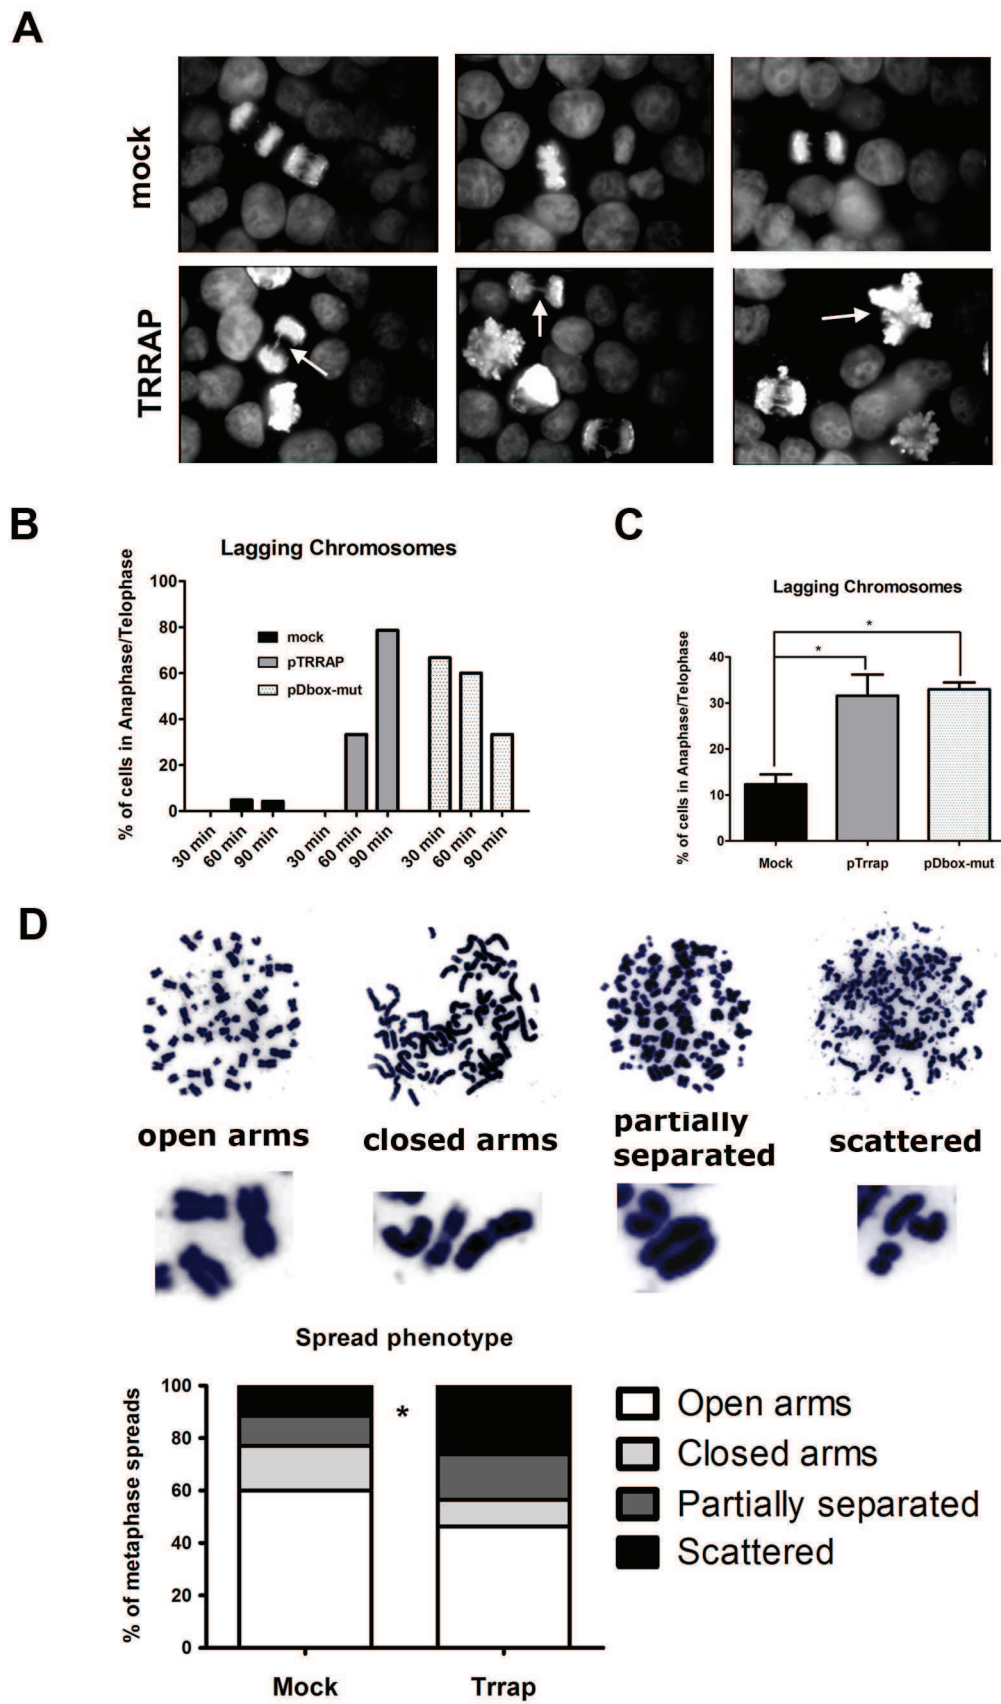 A
mock
TRRAP
B
Lagging Chromosomes
% of cells in Anaphase/Telophase
100
80
60
40
20
0
mock
pTRRAP
pDbox-mut
30 min
60 min
90 min
30 min
60 min
90 min
30 min
60 min
90 min
C
Lagging Chromosomes
% of cells in Anaphase/Telophase
40
30
20
10
0
*
*
Mock
pTrrap
pDbox-mut
D
open arms
closed arms
partially
separated
scattered
Spread phenotype
% of metaphase spreads
100
80
60
40
20
0
*
Mock
Trrap
Open arms
Closed arms
Partially separated
Scattered